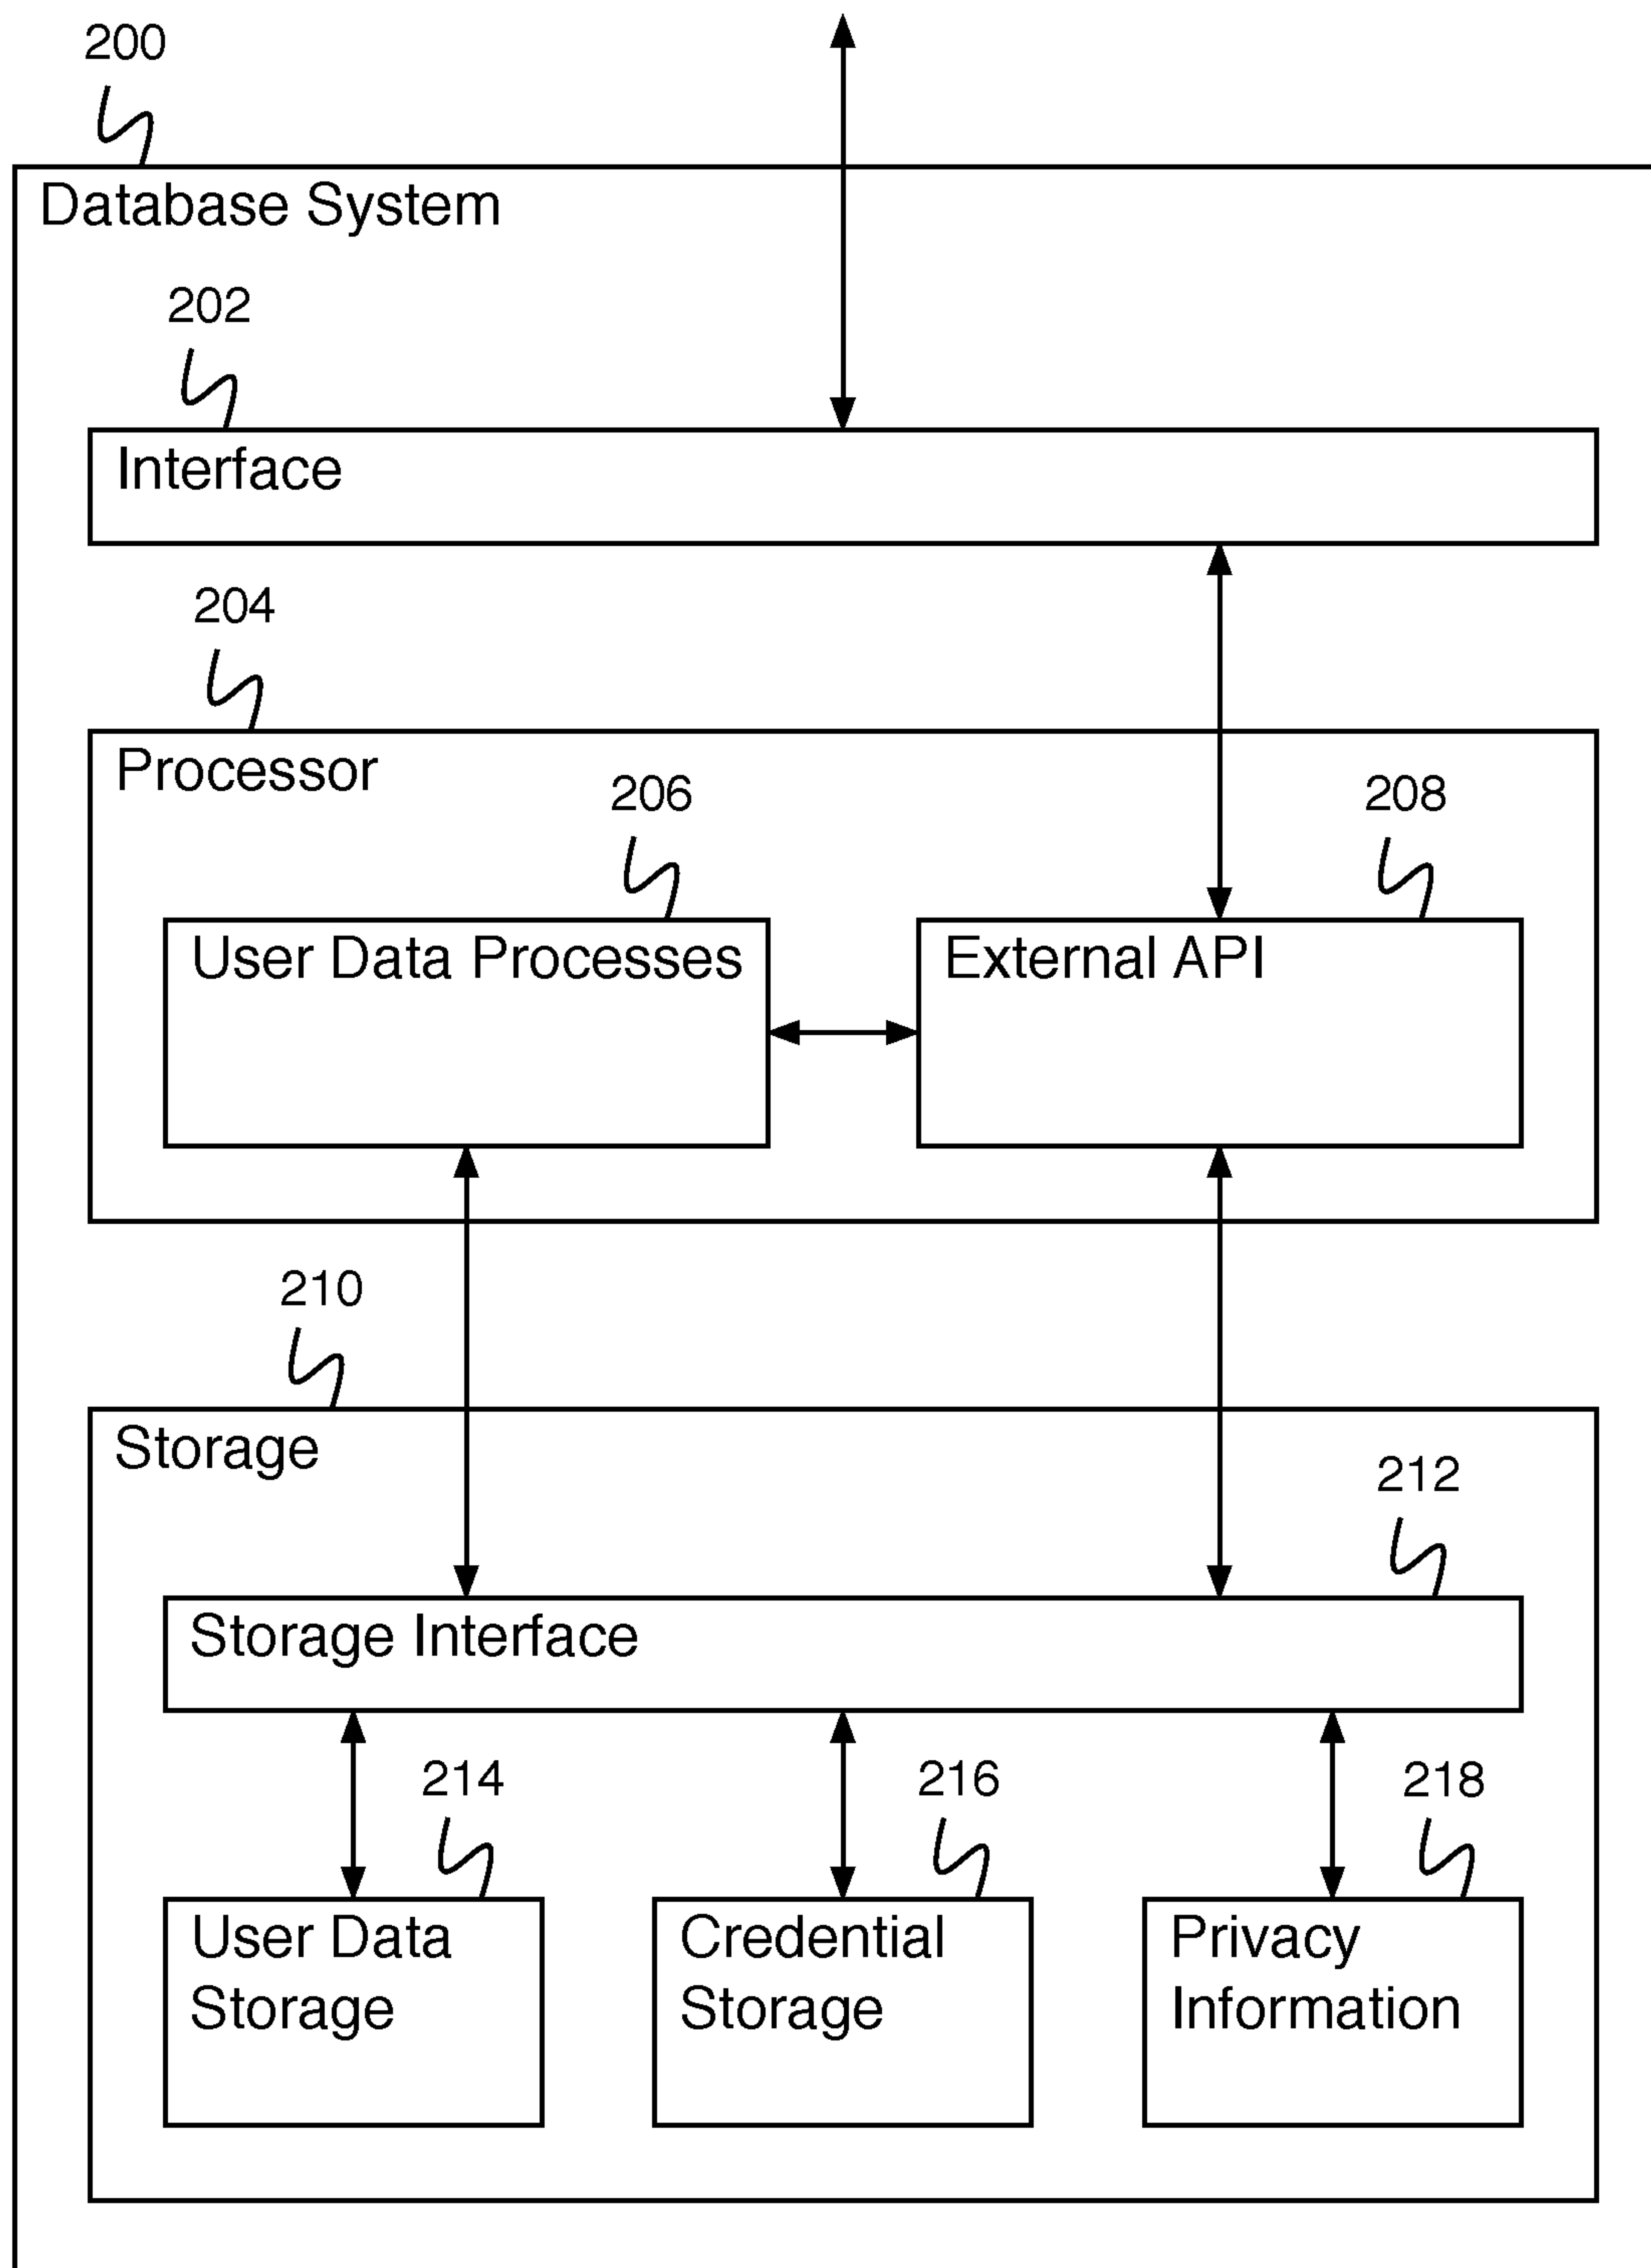 200
Database System
202
Interface
204
Processor
206
208
User Data Processes
External API
210
Storage
212
Storage Interface
214
216
218
User Data
Storage
Credential
Storage
Privacy
Information